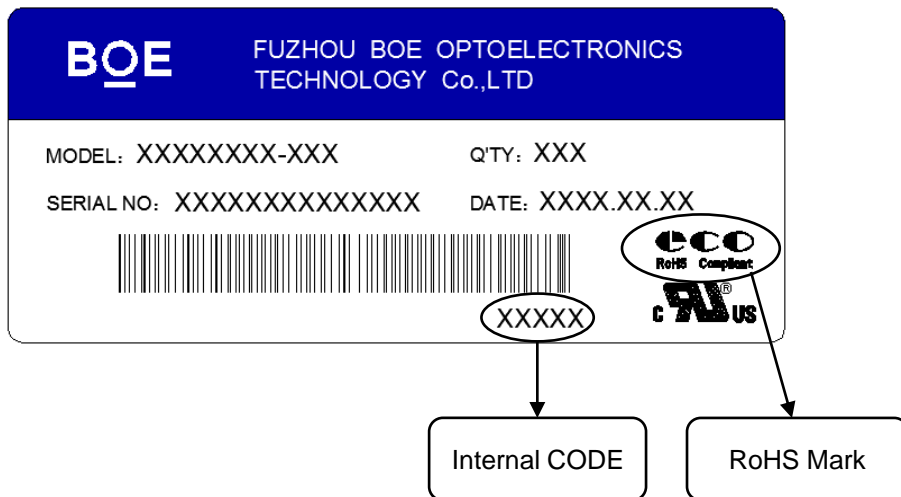 BOE
FUZHOU BOE OPTOELECTRONICS
TECHNOLOGY Co.,LTD
MODEL: XXXXXXXX-XXX
Q'TY: XXX
SERIAL NO: XXXXXXXXXXXXXX
DATE: XXXX.XX.XX
eco
RoHS Compliant
XXXXX
C RU® US
Internal CODE
RoHS Mark